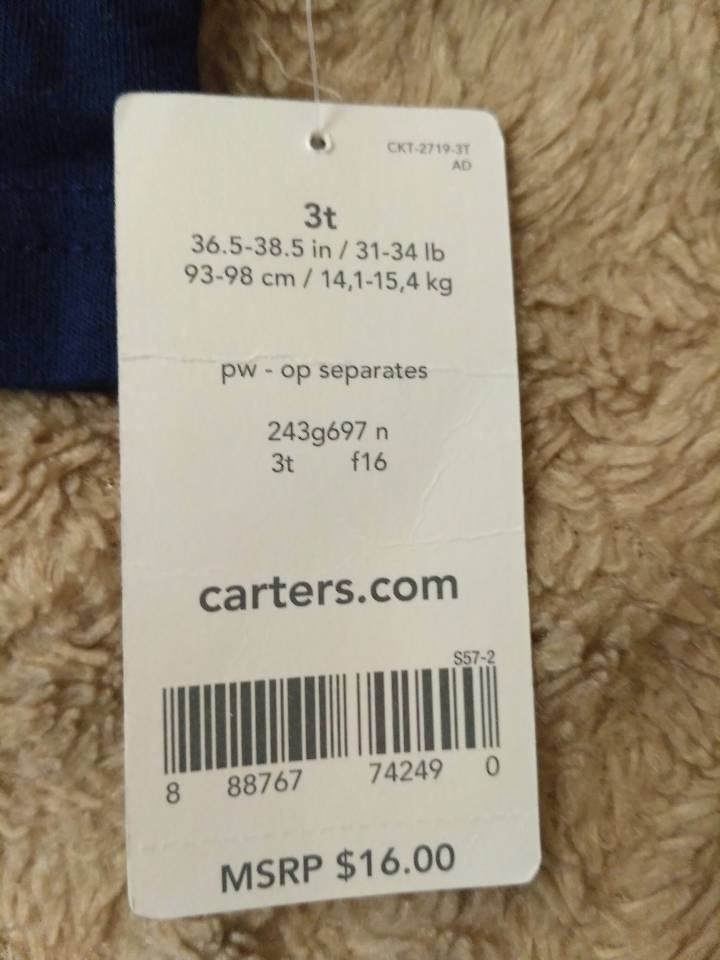 CKT-2719-3T
AD
3t
36.5-38.5 in / 31-34 lb
93-98 cm / 14,1-15,4 kg
pw - op separates
243g697 n
3t f16
carters.com
S57-2
8 88767 74249 0
MSRP $16.00